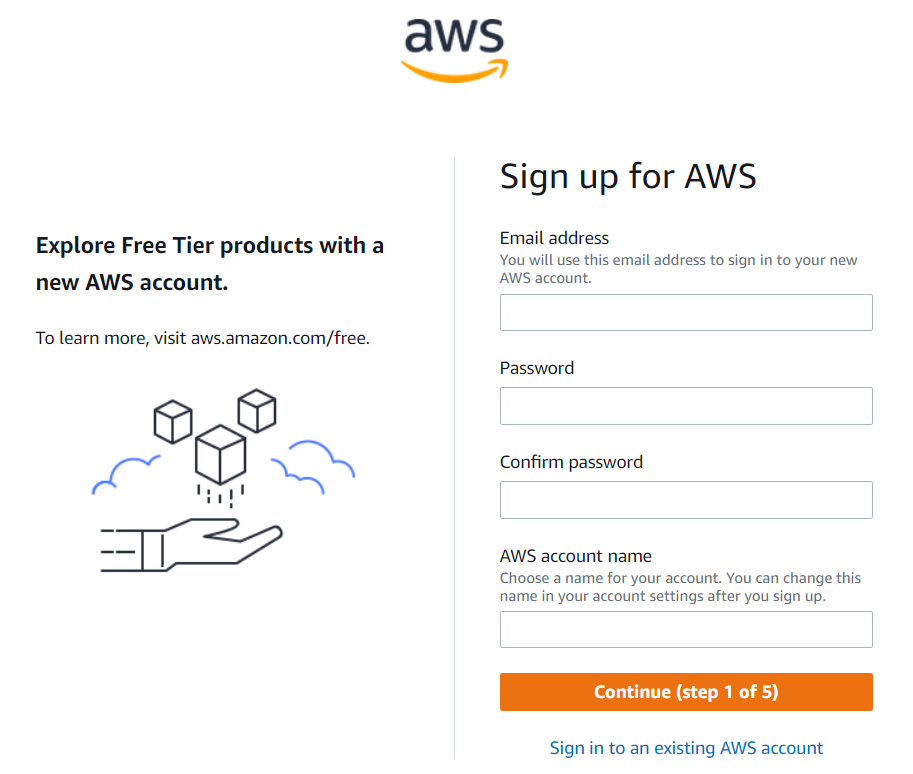 aws
Explore Free Tier products with a
new AWS account.
To learn more, visit aws.amazon.com/free.
Sign up for AWS
Email address
You will use this email address to sign in to your new
AWS account.
Password
Confirm password
AWS account name
Choose a name for your account. You can change this
name in your account settings after you sign up.
Continue (step 1 of 5)
Sign in to an existing AWS account